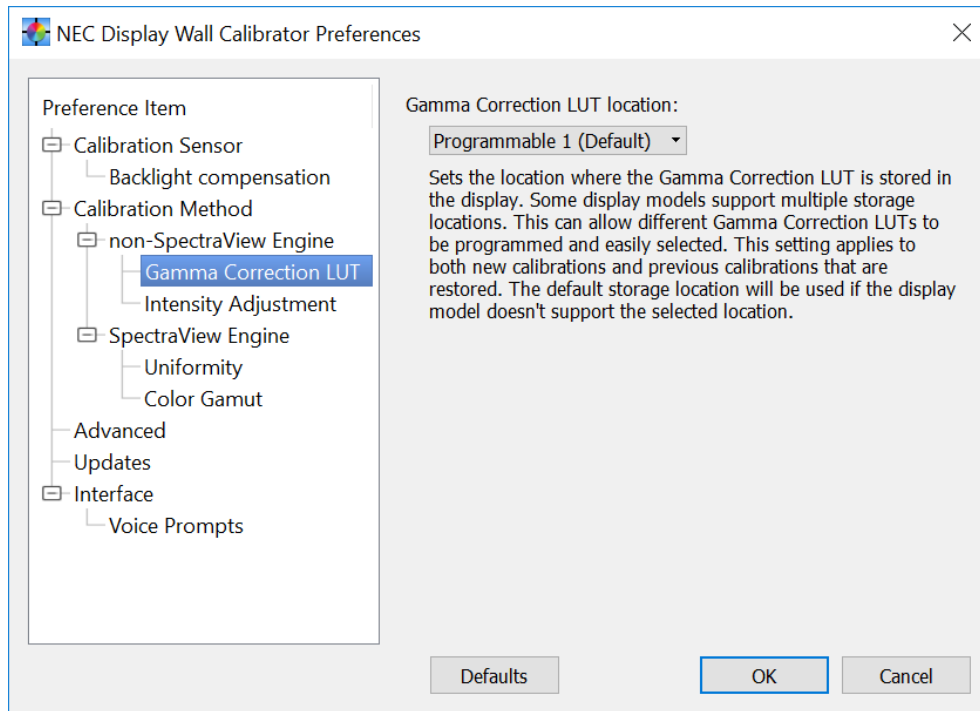 NEC Display Wall Calibrator Preferences
Preference Item
Calibration Sensor
Backlight compensation
Calibration Method
non-SpectraView Engine
Gamma Correction LUT
Intensity Adjustment
SpectraView Engine
Uniformity
Color Gamut
Advanced
Updates
Interface
Voice Prompts
Gamma Correction LUT location:
Programmable 1 (Default)
Sets the location where the Gamma Correction LUT is stored in
the display. Some display models support multiple storage
locations. This can allow different Gamma Correction LUTs to
be programmed and easily selected. This setting applies to
both new calibrations and previous calibrations that are
restored. The default storage location will be used if the display
model doesn't support the selected location.
Defaults
OK
Cancel